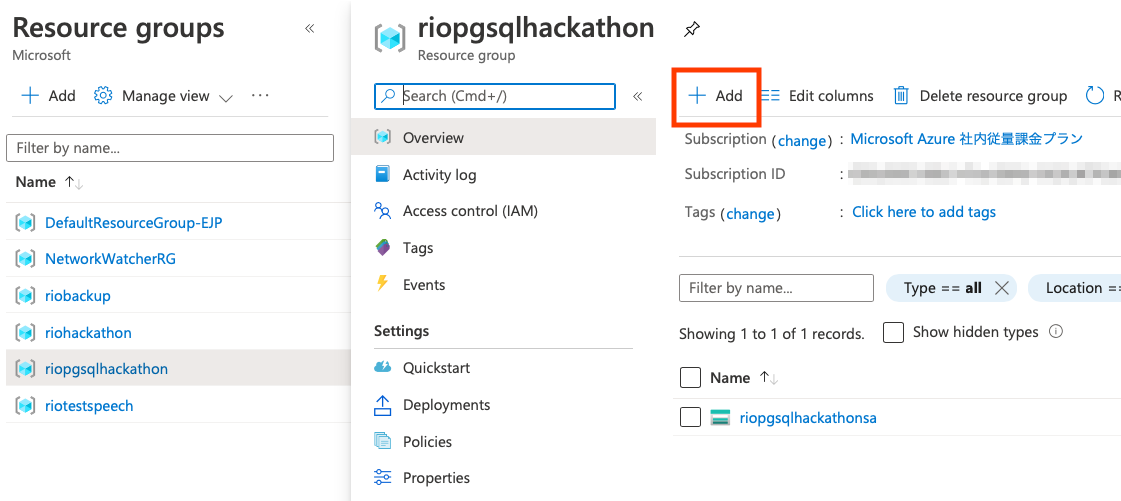 Resource groups
Microsoft
«
+ Add Manage view ···
Filter by name...
Name ↑↓
DefaultResourceGroup-EJP
NetworkWatcherRG
riobackup
riohackathon
riopgsqlhackathon
riotestspeech
riopgsqlhackathon
Resource group
Search (Cmd+/)
«
Overview
Activity log
Access control (IAM)
Tags
Events
Settings
Quickstart
Deployments
Policies
Properties
+ Add Edit columns Delete resource group R
Subscription (change) : Microsoft Azure 社内従量課金プラン
Subscription ID :
Tags (change) : Click here to add tags
Filter by name...
Type == all
Location ==
Showing 1 to 1 of 1 records. Show hidden types
Name ↑↓
riopgsqlhackathonsa